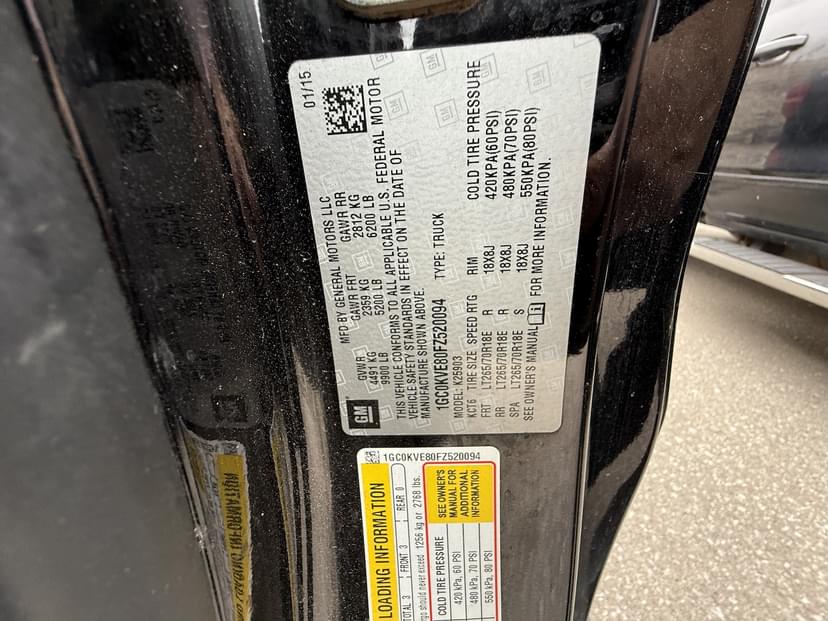 01/15
MFD BY GENERAL MOTORS LLC
GVWR GAWR FRT GAWR RR
4491 KG 2359 KG 2812 KG
9900 LB 5200 LB 6200 LB
THIS VEHICLE CONFORMS TO ALL APPLICABLE U.S. FEDERAL MOTOR
VEHICLE SAFETY STANDARDS IN EFFECT ON THE DATE OF
MANUFACTURE SHOWN ABOVE.
1GC0KVE80FZ520094 TYPE: TRUCK
MODEL: K25903
KCT6 TIRE SIZE SPEED RTG RIM COLD TIRE PRESSURE
FRT LT265/70R18E R 18X8J 420KPA(60PSI)
RR LT265/70R18E R 18X8J 480KPA(70PSI)
SPA LT265/70R18E S 18X8J 550KPA(80PSI)
SEE OWNER'S MANUAL i FOR MORE INFORMATION.
GM
1GC0KVE80FZ520094
LOADING INFORMATION
TOTAL 3 FRONT 3 REAR 0
rgo should never exceed 1256 kg or 2768 lbs.
COLD TIRE PRESSURE
420 kPa, 60 PSI
480 kPa, 70 PSI
550 kPa, 80 PSI
SEE OWNER'S
MANUAL FOR
ADDITIONAL
INFORMATION